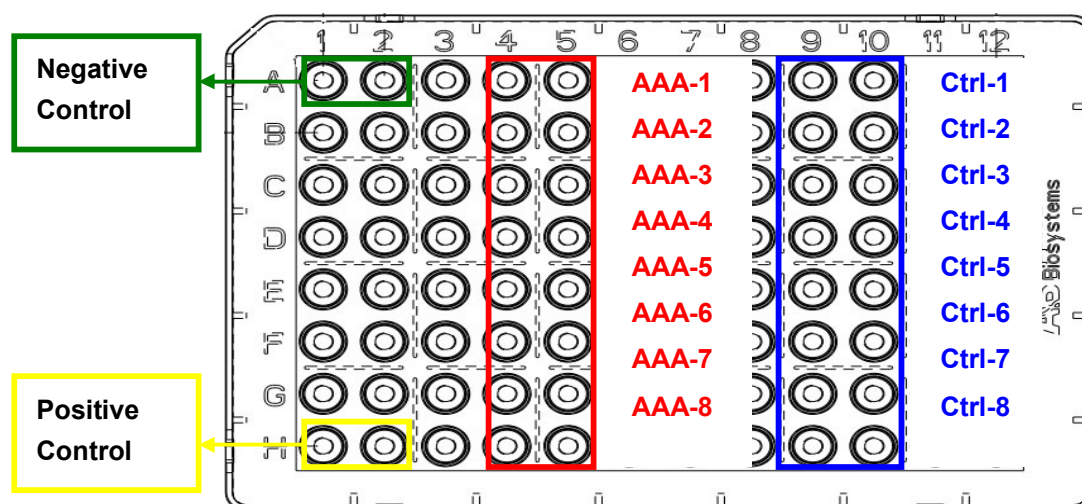 1 2 3 4 5 6 7 8 9 10 11 12
Negative
Control
A
AAA-1
Ctrl-1
B
AAA-2
Ctrl-2
C
AAA-3
Ctrl-3
D
AAA-4
Ctrl-4
E
AAA-5
Ctrl-5
F
AAA-6
Ctrl-6
AAA-7
Ctrl-7
G
AAA-8
Ctrl-8
Positive
Control
H
Biosystems